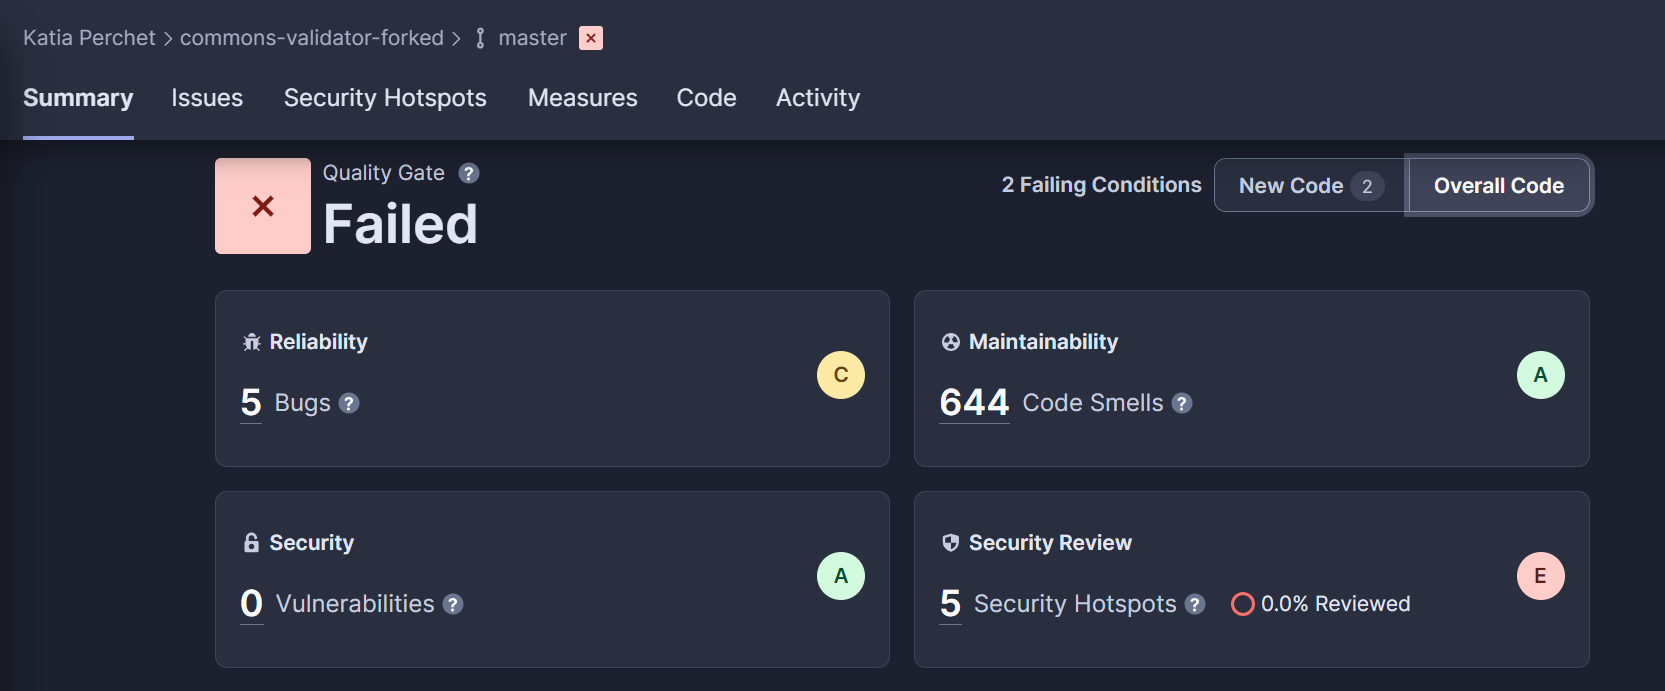 Katia Perchet > commons-validator-forked > master
Summary Issues Security Hotspots Measures Code Activity
Quality Gate ?
Failed
2 Failing Conditions New Code 2 Overall Code
Reliability
5 Bugs ?
C
Maintainability
644 Code Smells ?
A
Security
0 Vulnerabilities ?
A
Security Review
5 Security Hotspots ? 0.0% Reviewed
E